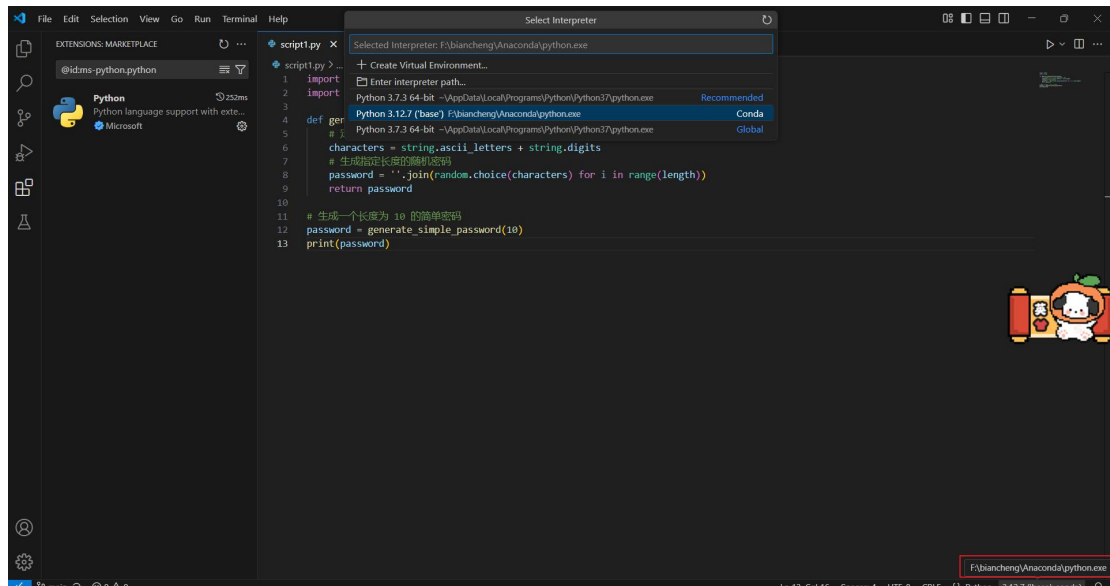 File Edit Selection View Go Run Terminal Help
Select Interpreter
EXTENSIONS: MARKETPLACE
script1.py
Selected Interpreter: F:\biancheng\Anaconda\python.exe
@id:ms-python.python
script1.py > ...
Create Virtual Environment...
Enter interpreter path...
Python 3.7.3 64-bit ~\AppData\Local\Programs\Python\Python37\python.exe Recommended
Python 3.12.7 ('base') F:\biancheng\Anaconda\python.exe Conda
Python 3.7.3 64-bit ~\AppData\Local\Programs\Python\Python37\python.exe Global
Python 252ms
Python language support with exte...
Microsoft
1 import
2 import
3
4 def gen
5 #
6 characters = string.ascii_letters + string.digits
7 # 生成指定长度的随机密码
8 password = ''.join(random.choice(characters) for i in range(length))
9 return password
10
11 # 生成一个长度为 10 的简单密码
12 password = generate_simple_password(10)
13 print(password)
英
F:\biancheng\Anaconda\python.exe